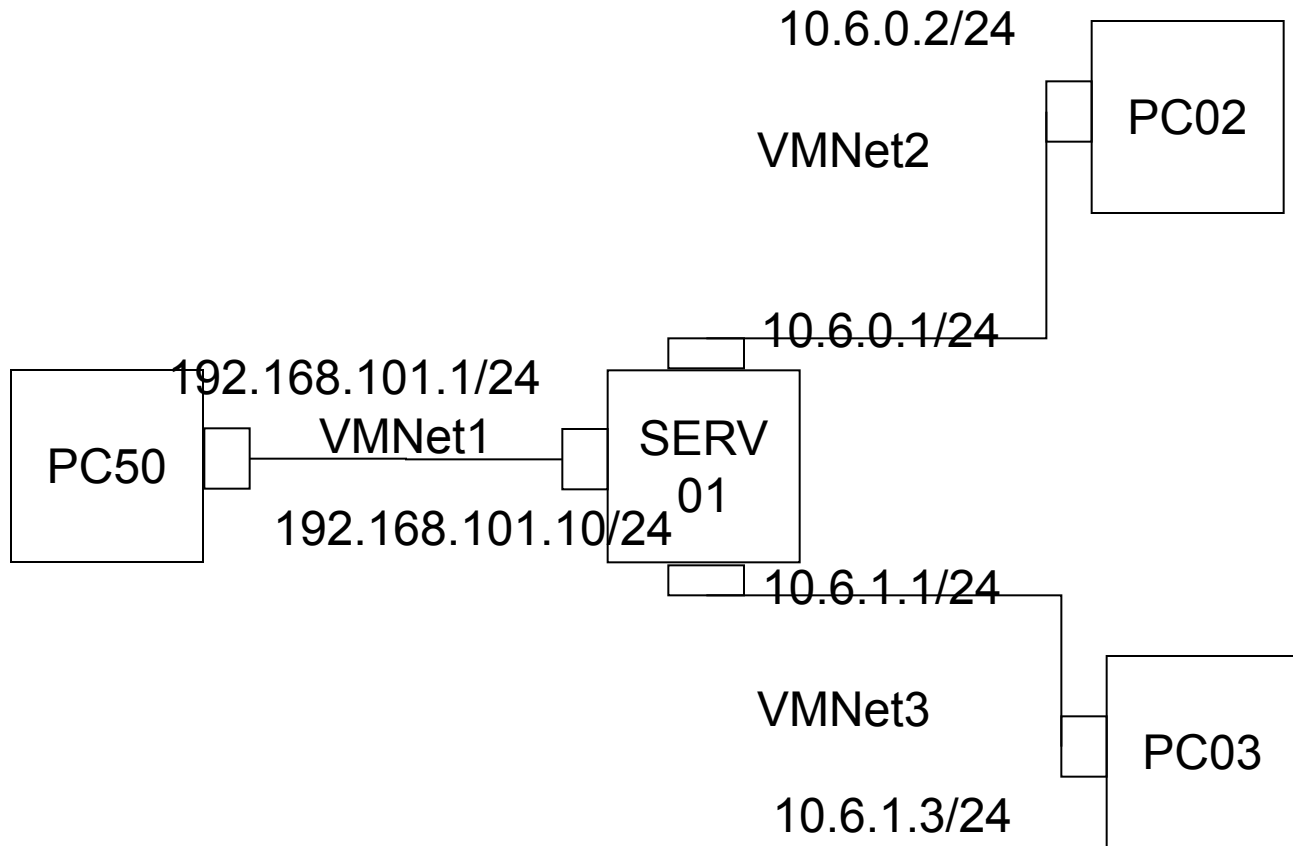 10.6.0.2/24
PC02
VMNet2
10.6.0.1/24
192.168.101.1/24
VMNet1
PC50
SERV
01
192.168.101.10/24
10.6.1.1/24
VMNet3
PC03
10.6.1.3/24